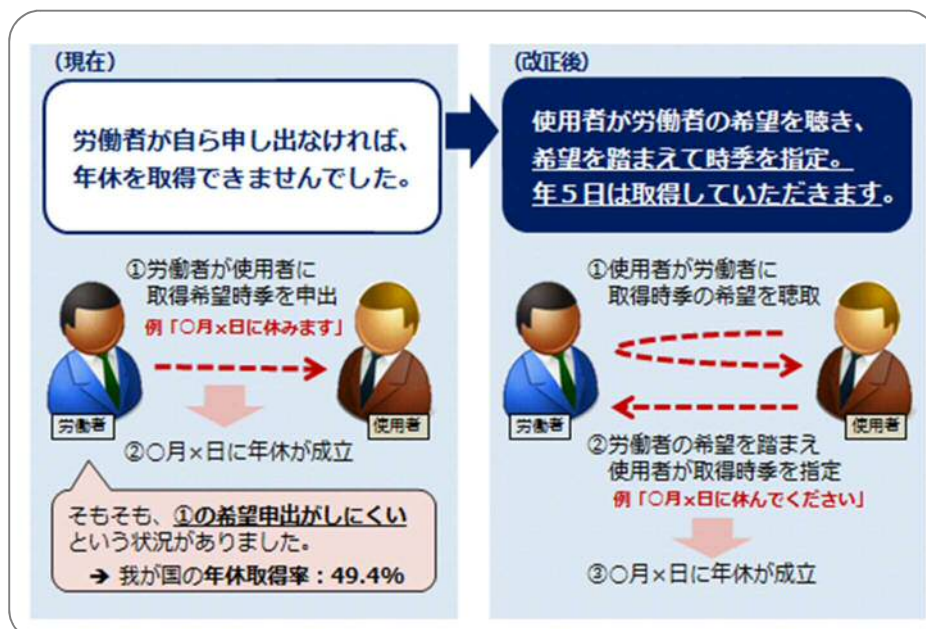 （現在）
労働者が自ら申し出なければ、
年休を取得できませんでした。
①労働者が使用者に
取得希望時季を申出
例「○月×日に休みます」
労働者
使用者
②○月×日に年休が成立
そもそも、①の希望申出がしにくい
という状況がありました。
➔ 我が国の年休取得率：49.4%
（改正後）
使用者が労働者の希望を聴き、
希望を踏まえて時季を指定。
年５日は取得していただきます。
①使用者が労働者に
取得時季の希望を聴取
労働者
使用者
②労働者の希望を踏まえ
使用者が取得時季を指定
例「○月×日に休んでください」
③○月×日に年休が成立